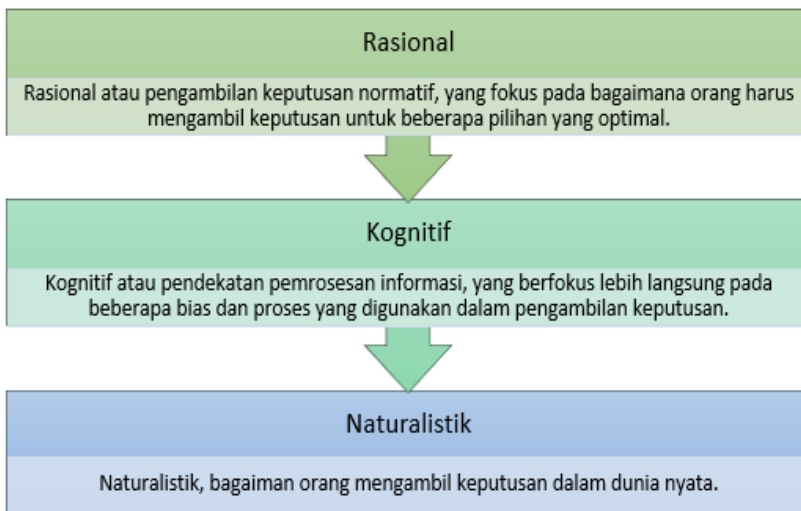 Rasional
Rasional atau pengambilan keputusan normatif, yang fokus pada bagaimana orang harus
mengambil keputusan untuk beberapa pilihan yang optimal.
Kognitif
Kognitif atau pendekatan pemrosesan informasi, yang berfokus lebih langsung pada
beberapa bias dan proses yang digunakan dalam pengambilan keputusan.
Naturalistik
Naturalistik, bagaiman orang mengambil keputusan dalam dunia nyata.